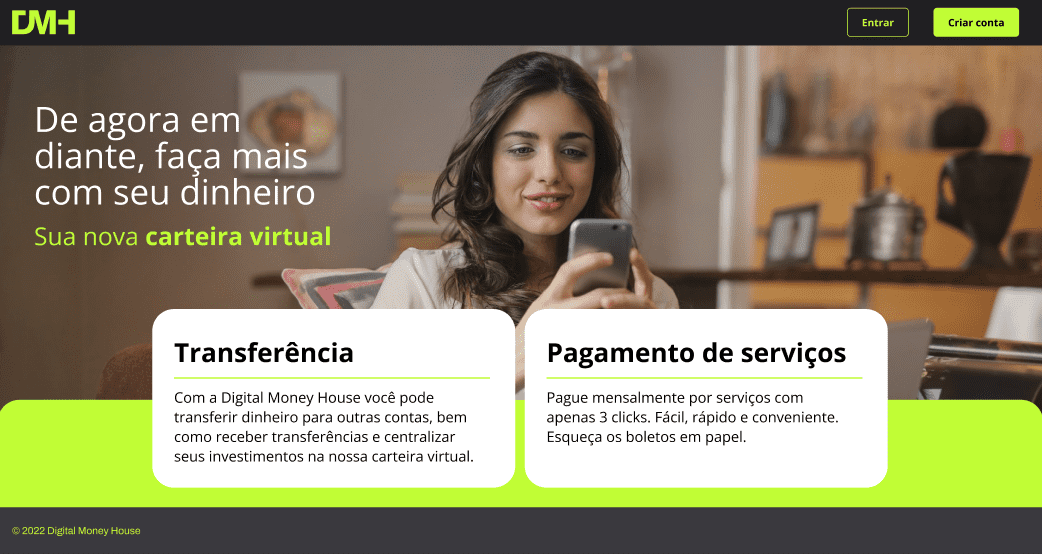 DMH
Entrar
Criar conta
De agora em
diante, faça mais
com seu dinheiro
Sua nova carteira virtual
Transferência
Com a Digital Money House você pode
transferir dinheiro para outras contas, bem
como receber transferências e centralizar
seus investimentos na nossa carteira virtual.
Pagamento de serviços
Pague mensalmente por serviços com
apenas 3 clicks. Fácil, rápido e conveniente.
Esqueça os boletos em papel.
© 2022 Digital Money House